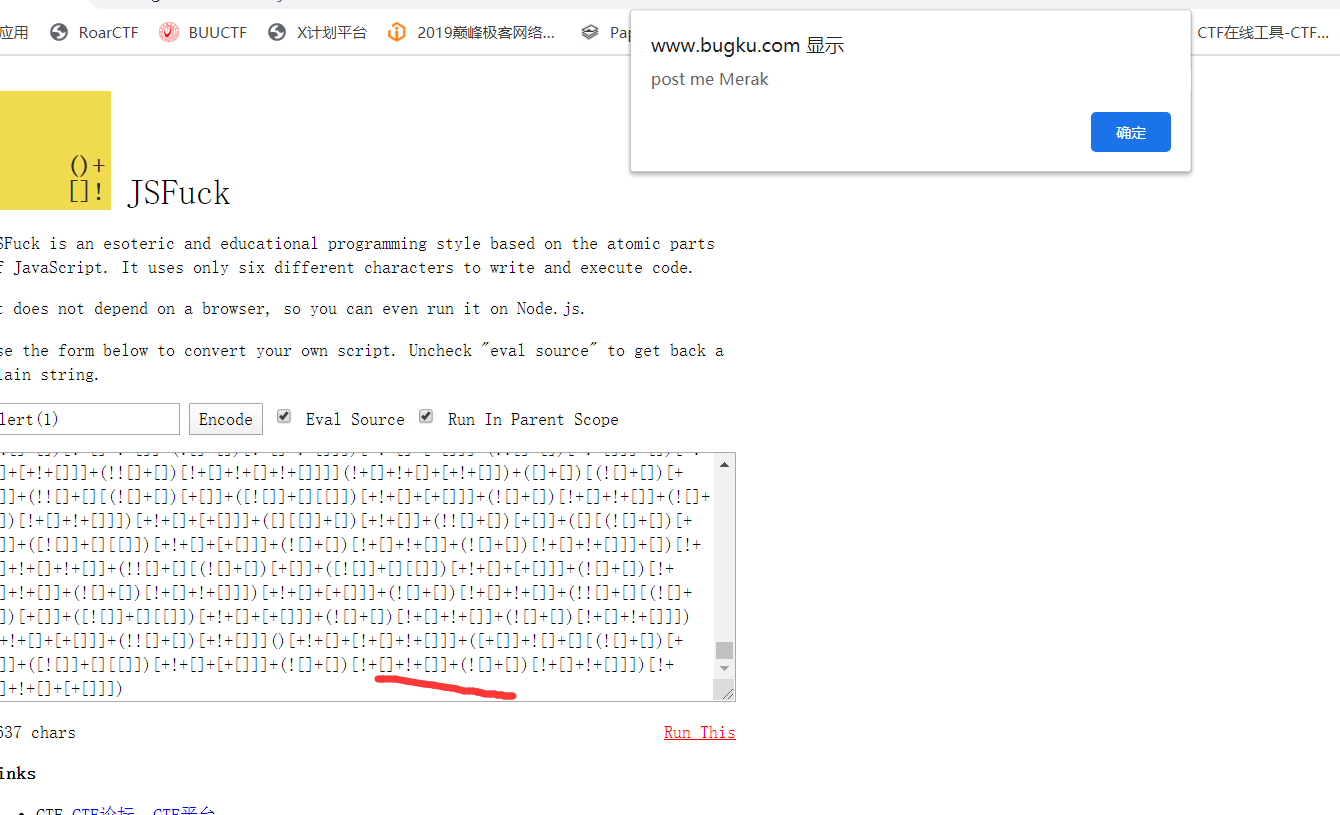 应用 RoarCTF BUUCTF X计划平台 2019巅峰极客网络... Pap CTF在线工具-CTF...
www.bugku.com 显示
post me Merak
确定
()+
[]!
JSFuck
SFuck is an esoteric and educational programming style based on the atomic parts
f JavaScript. It uses only six different characters to write and execute code.
t does not depend on a browser, so you can even run it on Node.js.
se the form below to convert your own script. Uncheck "eval source" to get back a
lain string.
lert(1) Encode Eval Source Run In Parent Scope
]+[+!+[]]]+(!![]+[])[!+[]+!+[]+!+[]]]](!+[]+!+[]+[+!+[]])+([]+[])[(![]+[])[+
]]+(!![]+[][(![]+[])[+[]]+([![]]+[][[]])[+!+[]+[+[]]]+(![]+[])[!+[]+!+[]]+(![]+
])[!+[]+!+[]]])[+!+[]+[+[]]]+([][[]]+[])[+!+[]]+(!![]+[])[+[]]+([][(![]+[])[+
]]+([![]]+[][[]])[+!+[]+[+[]]]+(![]+[])[!+[]+!+[]]+(![]+[])[!+[]+!+[]]]+[])[!+
]+!+[]+!+[]]+(!![]+[][(![]+[])[+[]]+([![]]+[][[]])[+!+[]+[+[]]]+(![]+[])[!+
]+!+[]]+(![]+[])[!+[]+!+[]]])[+!+[]+[+[]]]+(![]+[])[!+[]+!+[]]+(!![]+[][(![]+
])[+[]]+([![]]+[][[]])[+!+[]+[+[]]]+(![]+[])[!+[]+!+[]]+(![]+[])[!+[]+!+[]]])
+!+[]+[+[]]]+(!![]+[])[+!+[]]]()[+!+[]+[!+[]+!+[]]]+([+[]]+![]+[][(![]+[])[+
]]+([![]]+[][[]])[+!+[]+[+[]]]+(![]+[])[!+[]+!+[]]+(![]+[])[!+[]+!+[]]])[!+
]+!+[]+[+[]]])
637 chars Run This
inks
CTF CTF论坛 CTF平台